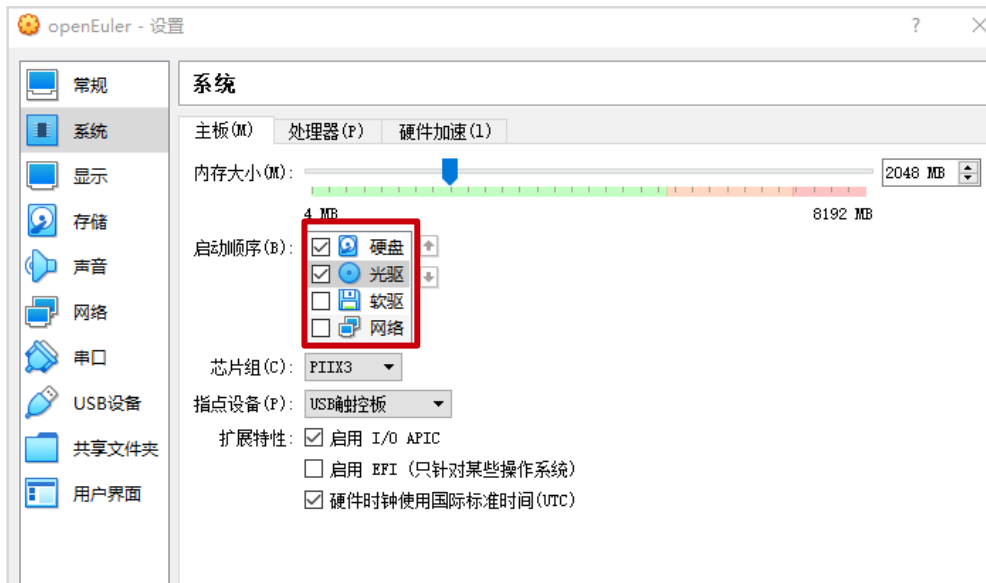 openEuler - 设置
?
常规
系统
显示
存储
声音
网络
串口
USB设备
共享文件夹
用户界面
系统
主板(M) 处理器(P) 硬件加速(l)
内存大小(M): 2048 MB
4 MB 8192 MB
启动顺序(B): 硬盘
光驱
软驱
网络
芯片组(C): PIIX3
指点设备(P): USB触控板
扩展特性: 启用 I/O APIC
启用 EFI (只针对某些操作系统)
硬件时钟使用国际标准时间(UTC)